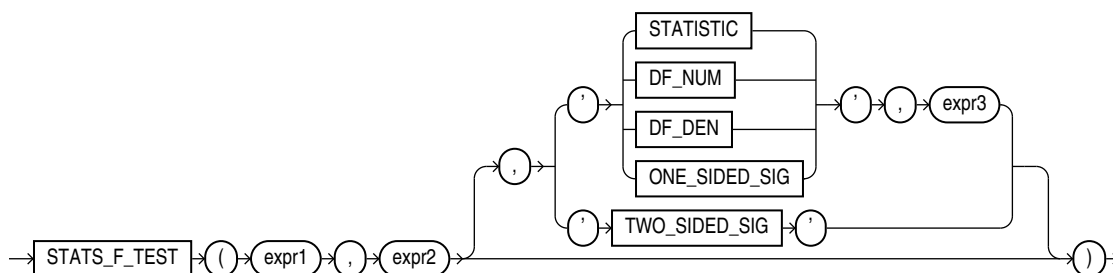 STATISTIC
DF_NUM
' ' , expr3
DF_DEN
,
ONE_SIDED_SIG
' TWO_SIDED_SIG '
STATS_F_TEST ( expr1 , expr2 )